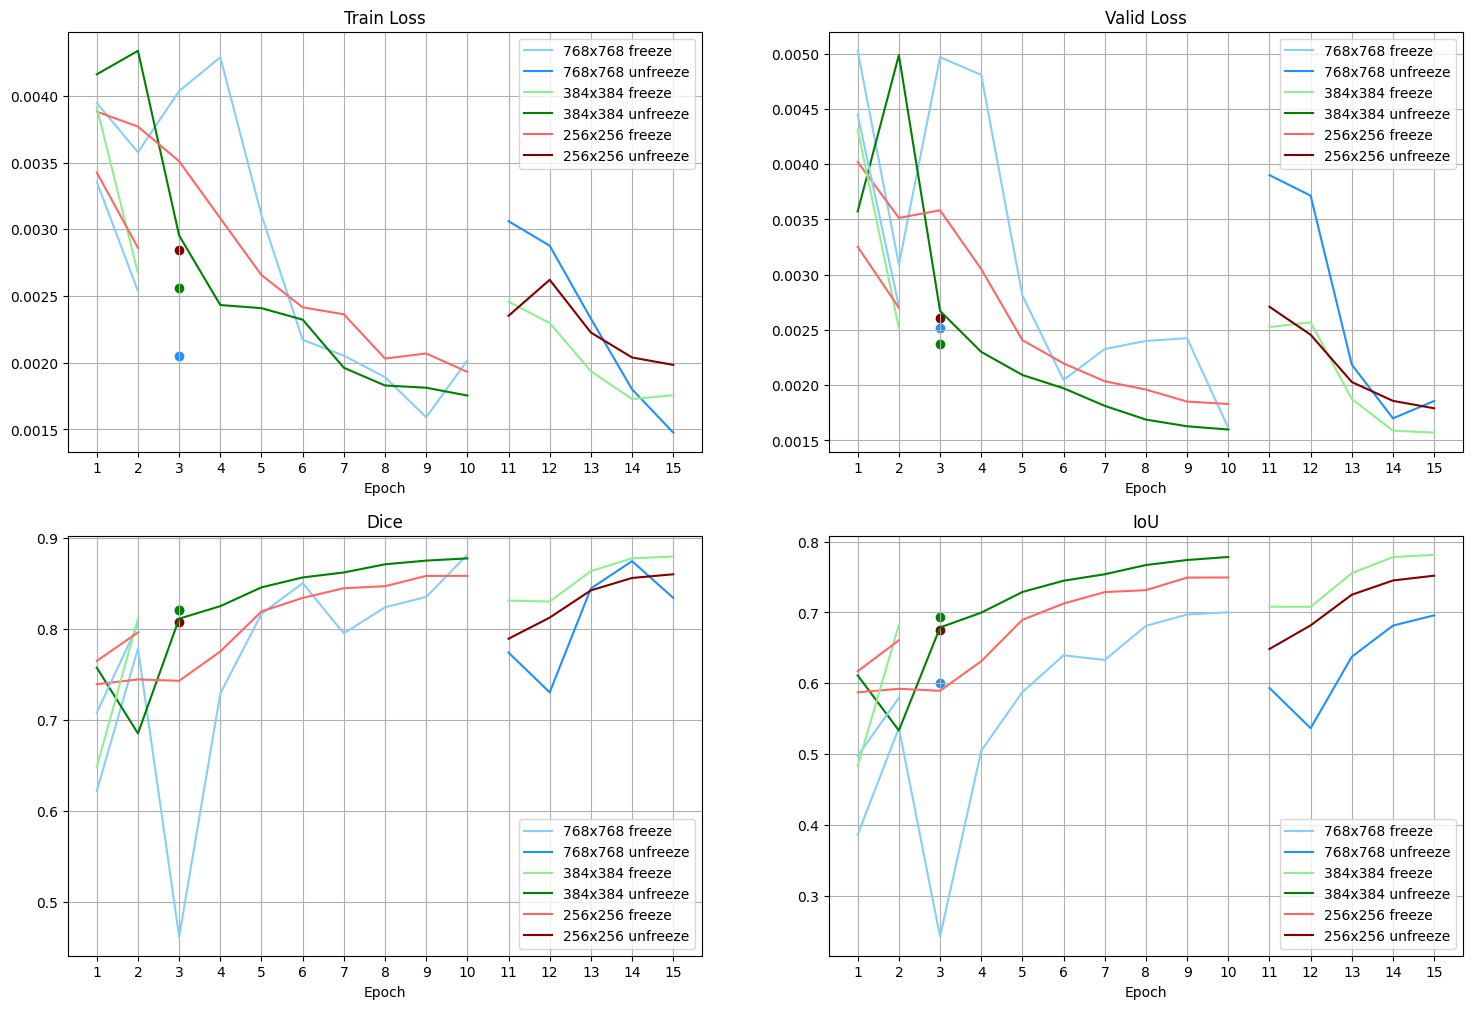 Train Loss
0.0040
0.0035
0.0030
0.0025
0.0020
0.0015
768x768 freeze
768x768 unfreeze
384x384 freeze
384x384 unfreeze
256x256 freeze
256x256 unfreeze
1 2 3 4 5 6 7 8 9 10 11 12 13 14 15
Epoch
Valid Loss
0.0050
0.0045
0.0040
0.0035
0.0030
0.0025
0.0020
0.0015
768x768 freeze
768x768 unfreeze
384x384 freeze
384x384 unfreeze
256x256 freeze
256x256 unfreeze
1 2 3 4 5 6 7 8 9 10 11 12 13 14 15
Epoch
Dice
0.9
0.8
0.7
0.6
0.5
768x768 freeze
768x768 unfreeze
384x384 freeze
384x384 unfreeze
256x256 freeze
256x256 unfreeze
1 2 3 4 5 6 7 8 9 10 11 12 13 14 15
Epoch
IoU
0.8
0.7
0.6
0.5
0.4
0.3
768x768 freeze
768x768 unfreeze
384x384 freeze
384x384 unfreeze
256x256 freeze
256x256 unfreeze
1 2 3 4 5 6 7 8 9 10 11 12 13 14 15
Epoch